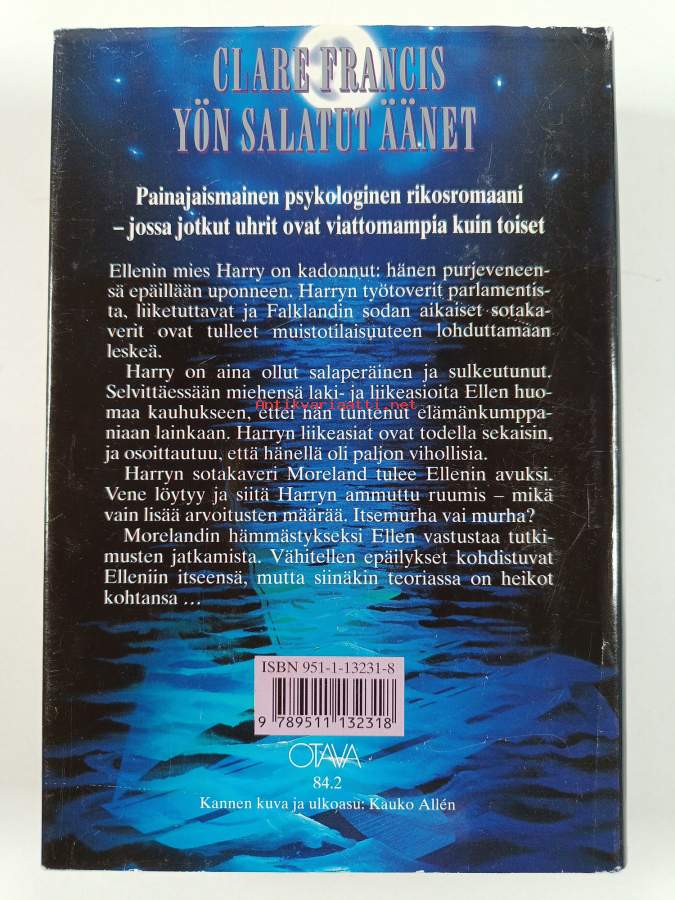 CLARE FRANCIS
YÖN SALATUT ÄÄNET
Painajaismainen psykologinen rikosromaani
– jossa jotkut uhrit ovat viattomampia kuin toiset
Ellenin mies Harry on kadonnut: hänen purjeveneen-
sä epäillään uponneen. Harryn työtoverit parlamentis-
ta, liiketuttavat ja Falklandin sodan aikaiset sotaka-
verit ovat tulleet muistotilaisuuteen lohduttamaan
leskeä.
Harry on aina ollut salaperäinen ja sulkeutunut.
Selvittäessään miehensä laki- ja liikeasioita Ellen huo-
maa kauhukseen, ettei hän tuntenut elämänkumppa-
niaan lainkaan. Harryn liikeasiat ovat todella sekaisin,
ja osoittautuu, että hänellä oli paljon vihollisia.
Harryn sotakaveri Moreland tulee Ellenin avuksi.
Vene löytyy ja siitä Harryn ammuttu ruumis – mikä
vain lisää arvoitusten määrää. Itsemurha vai murha?
Morelandin hämmästykseksi Ellen vastustaa tutki-
musten jatkamista. Vähitellen epäilykset kohdistuvat
Elleniin itseensä, mutta siinäkin teoriassa on heikot
kohtansa ...
Antikvariaatti.net
ISBN 951-1-13231-8
9 789511 132318
OTAVA
84.2
Kannen kuva ja ulkoasu: Kauko Allén